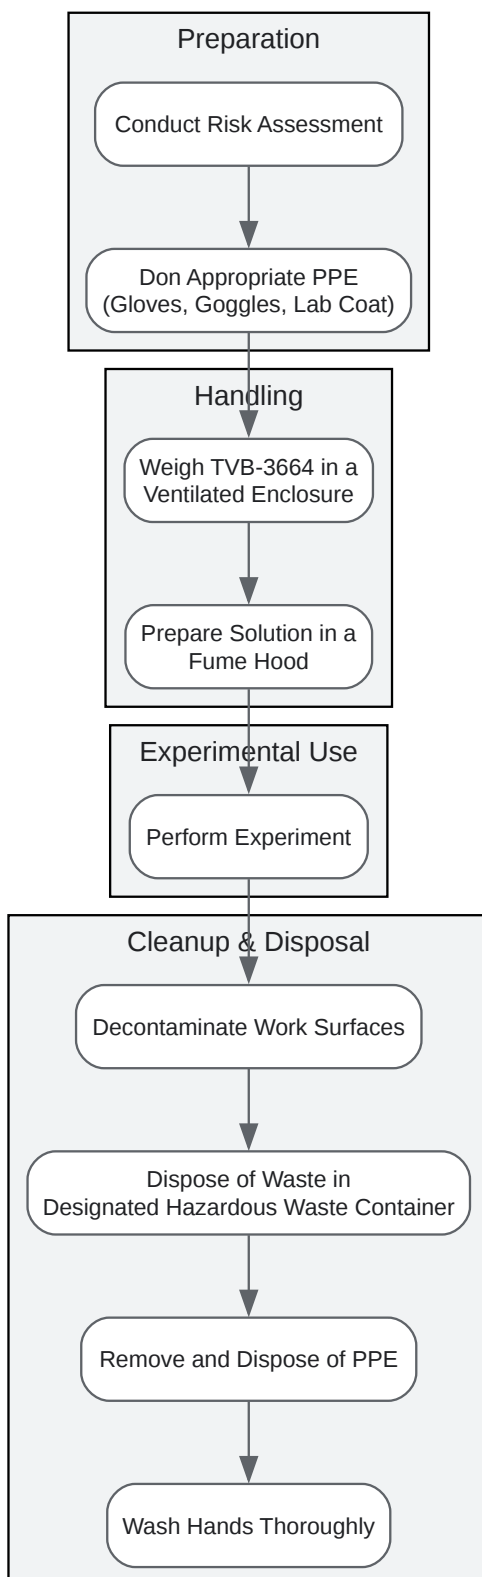 Preparation
Conduct Risk Assessment
Don Appropriate PPE
(Gloves, Goggles, Lab Coat)
Handling
Weigh TVB-3664 in a
Ventilated Enclosure
Prepare Solution in a
Fume Hood
Experimental Use
Perform Experiment
Cleanup & Disposal
Decontaminate Work Surfaces
Dispose of Waste in
Designated Hazardous Waste Container
Remove and Dispose of PPE
Wash Hands Thoroughly